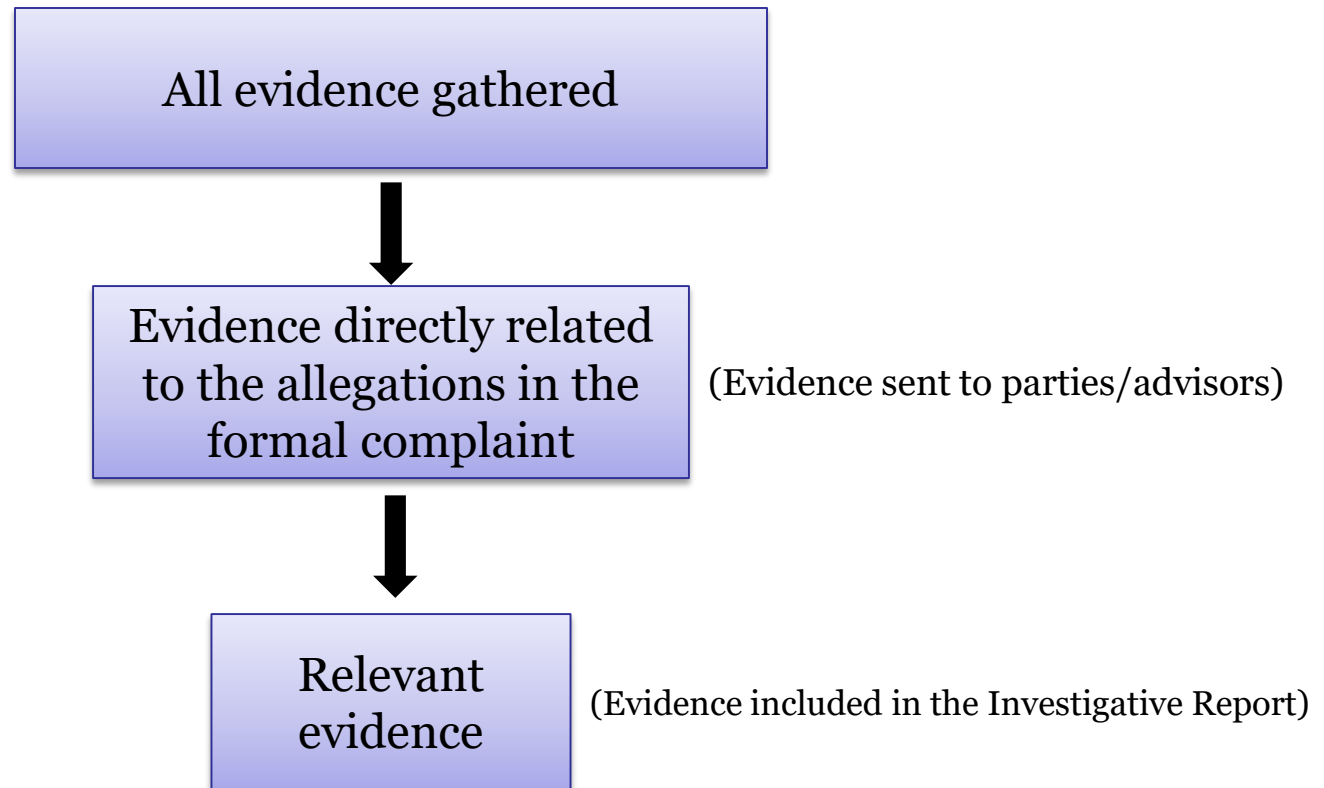 All evidence gathered
Evidence directly related
to the allegations in the
formal complaint
(Evidence sent to parties/advisors)
Relevant
evidence
(Evidence included in the Investigative Report)